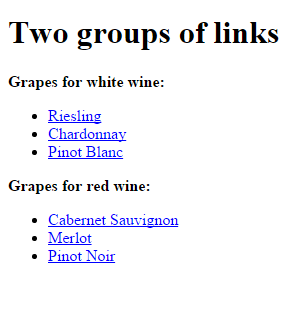 Two groups of links
Grapes for white wine:
Riesling
Chardonnay
Pinot Blanc
Grapes for red wine:
Cabernet Sauvignon
Merlot
Pinot Noir